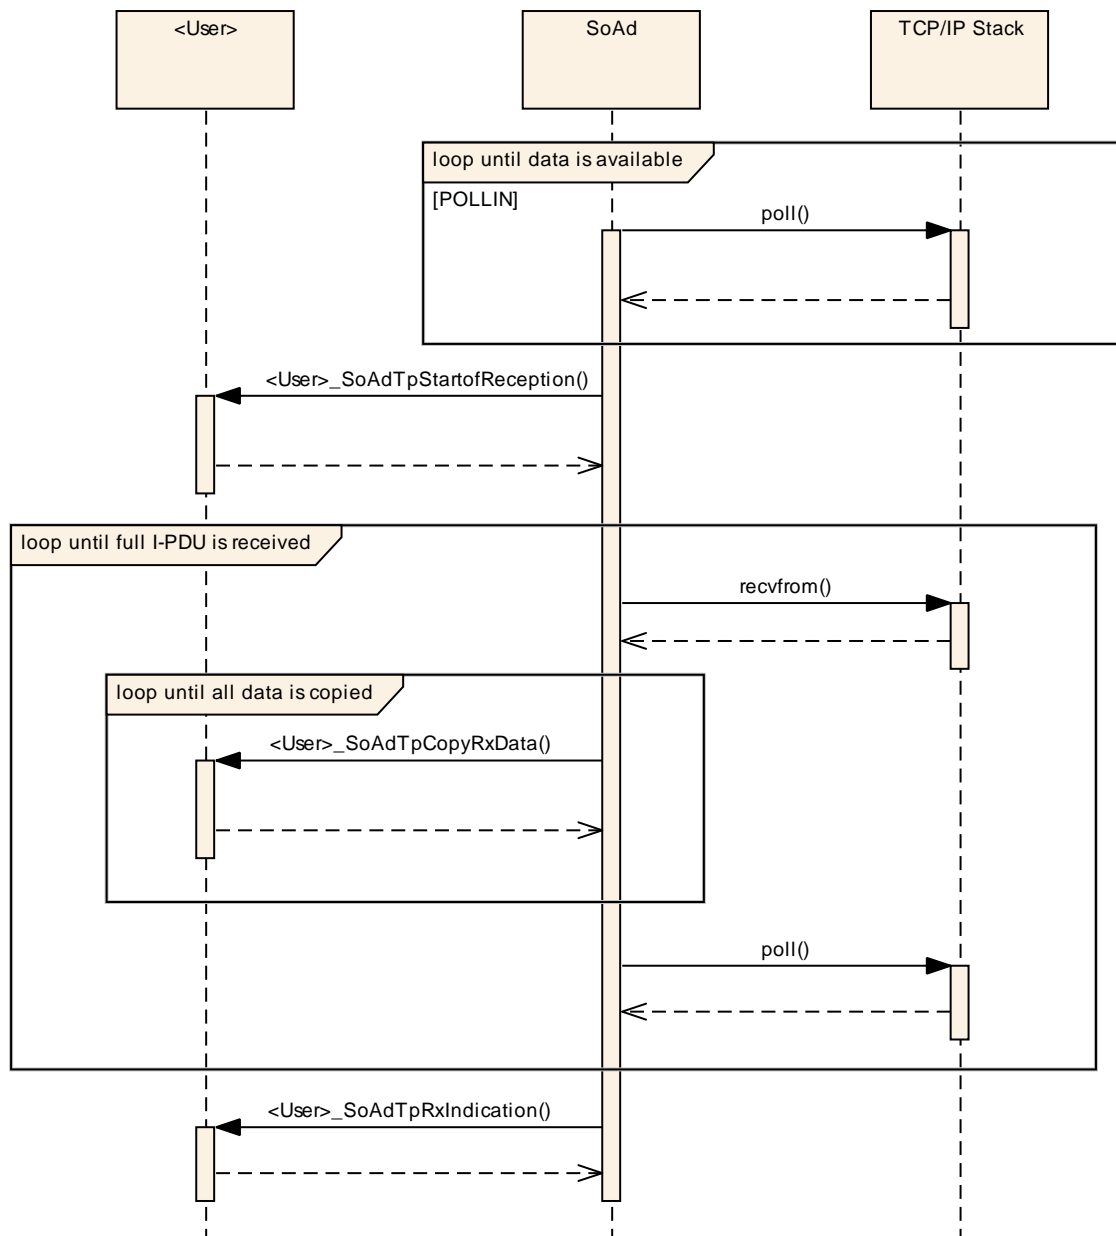 <User>
SoAd
TCP/IP Stack
loop until data is available
[POLLIN]
poll()
<User>_SoAdTpStartofReception()
loop until full I-PDU is received
recvfrom()
loop until all data is copied
<User>_SoAdTpCopyRxData()
poll()
<User>_SoAdTpRxIndication()